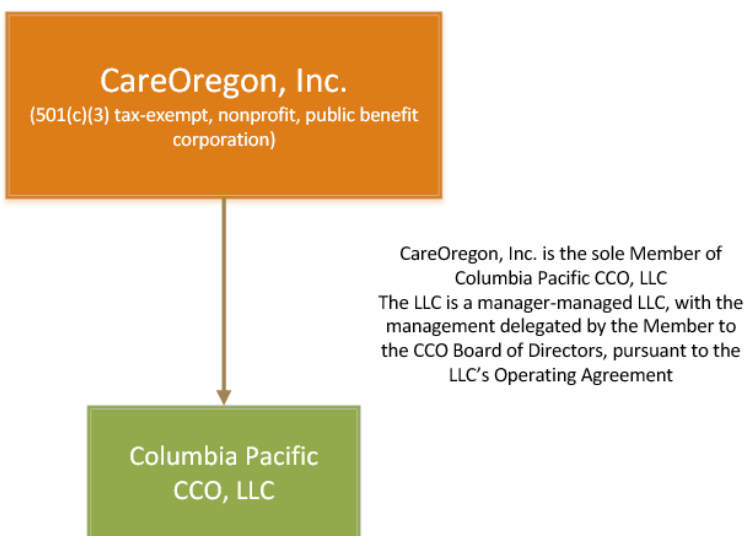 CareOregon, Inc.
(501(c)(3) tax-exempt, nonprofit, public benefit
corporation)
CareOregon, Inc. is the sole Member of
Columbia Pacific CCO, LLC
The LLC is a manager-managed LLC, with the
management delegated by the Member to
the CCO Board of Directors, pursuant to the
LLC’s Operating Agreement
Columbia Pacific
CCO, LLC